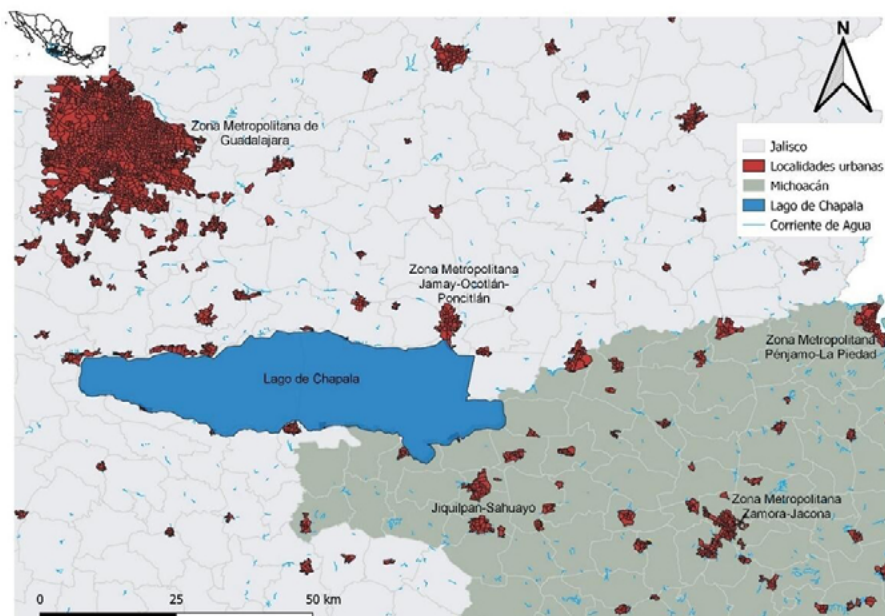 N
Zona Metropolitana de
Guadalajara
Jalisco
Localidades urbanas
Michoacán
Lago de Chapala
Corriente de Agua
Zona Metropolitana
Jamay-Ocotlán-
Poncitlán
Zona Metropolitana
Pénjamo-La Piedad
Lago de Chapala
Jiquilpan-Sahuayo
Zona Metropolitana
Zamora-Jacona
0 25 50 km